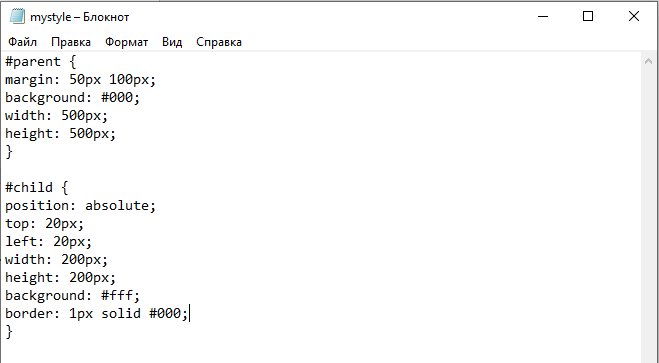 mystyle – Блокнот
Файл Правка Формат Вид Справка
#parent {
margin: 50px 100px;
background: #000;
width: 500px;
height: 500px;
}

#child {
position: absolute;
top: 20px;
left: 20px;
width: 200px;
height: 200px;
background: #fff;
border: 1px solid #000;
}